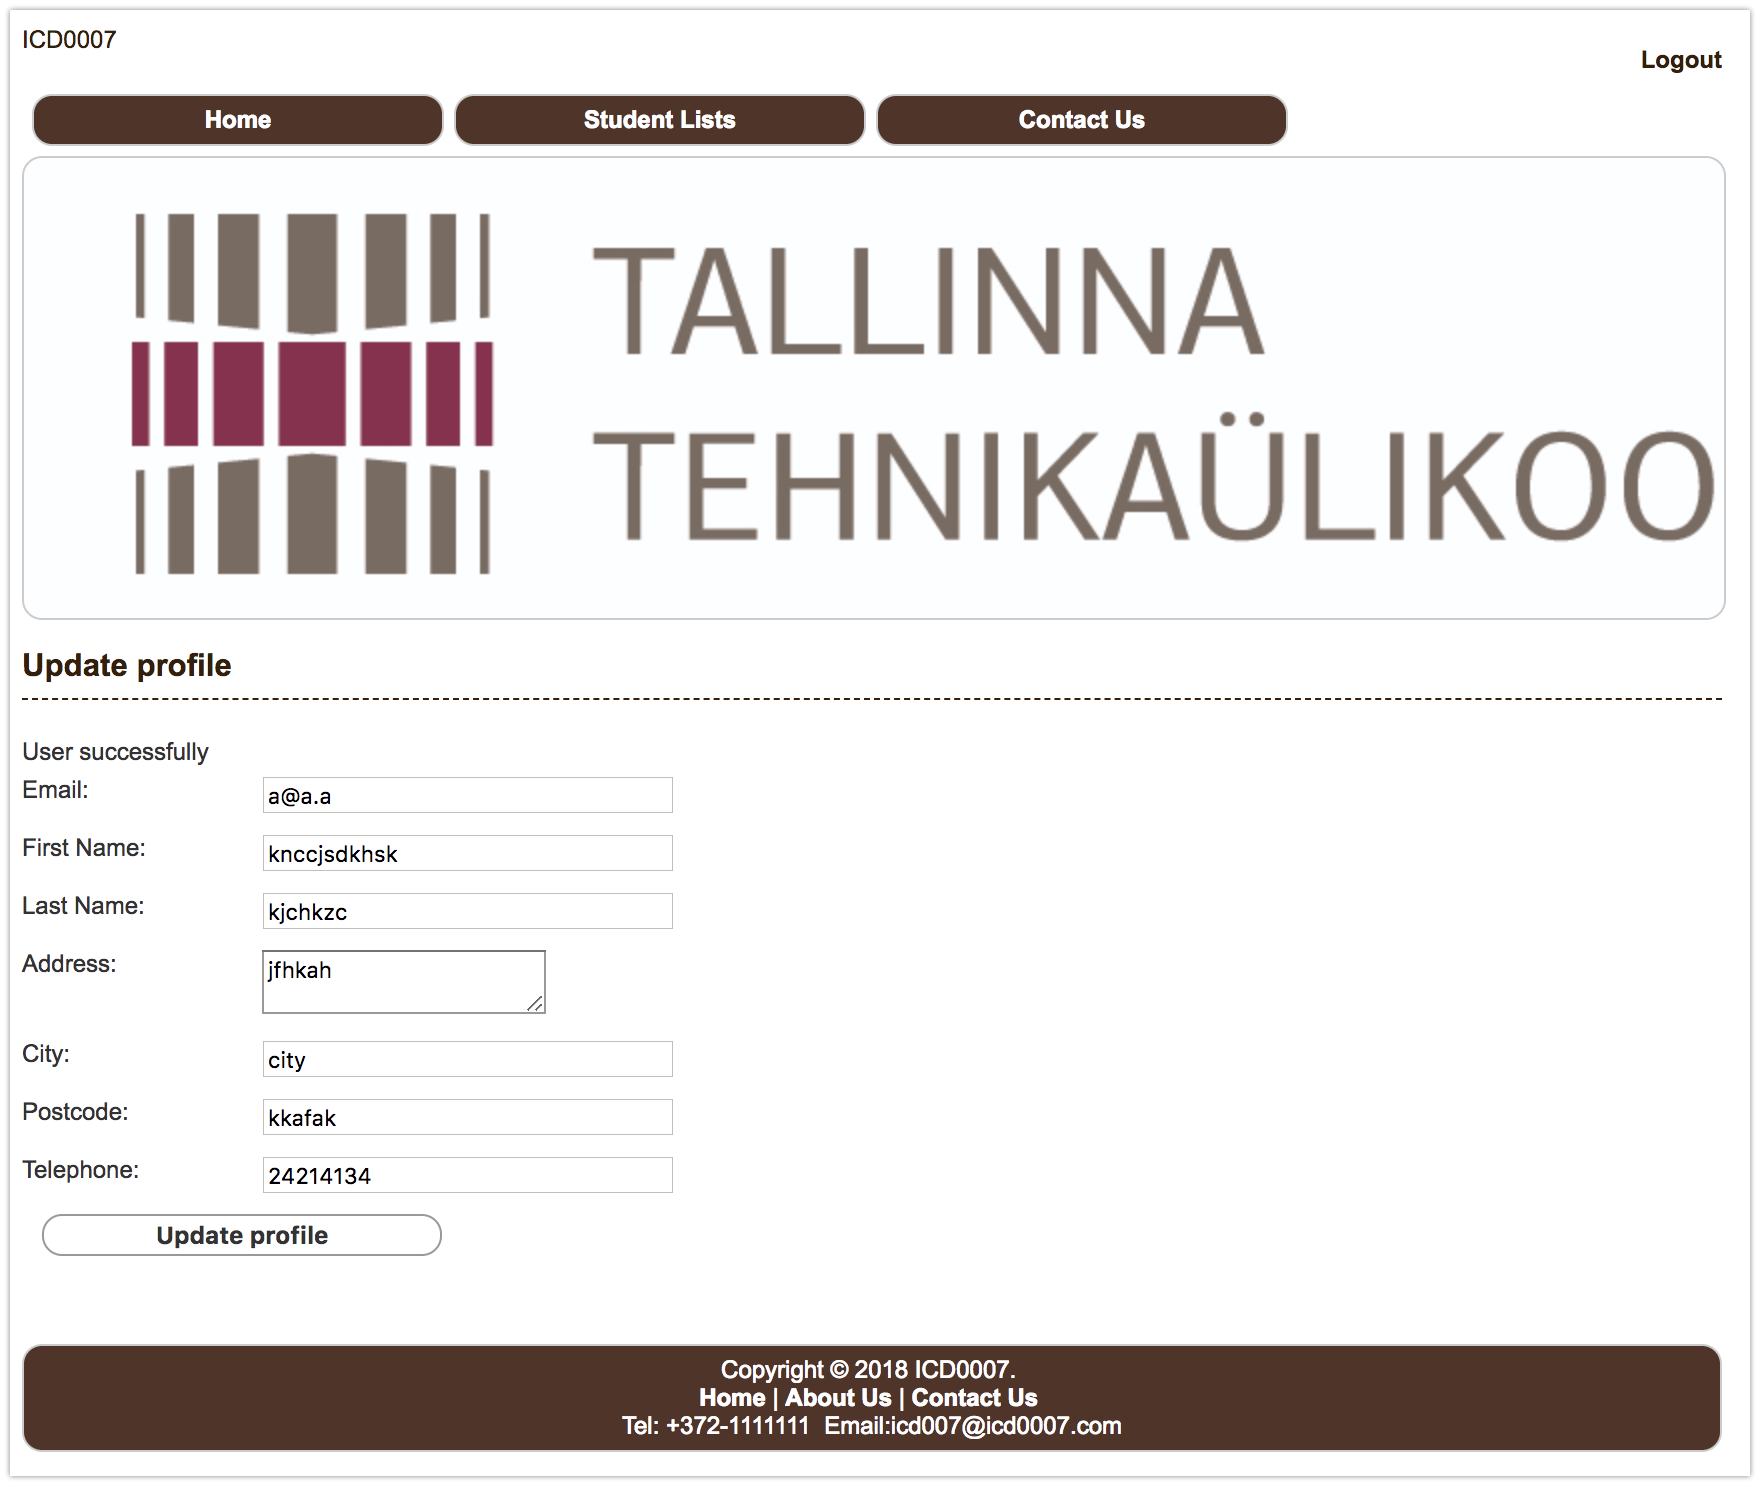 ICD0007
Logout
Home
Student Lists
Contact Us
TALLINNA
TEHNIKAÜLIKOO
Update profile
User successfully
Email:
a@a.a
First Name:
knccjsdkhsk
Last Name:
kjchkzc
Address:
jfhkah
City:
city
Postcode:
kkafak
Telephone:
24214134
Update profile
Copyright © 2018 ICD0007.
Home | About Us | Contact Us
Tel: +372-1111111 Email:icd007@icd0007.com